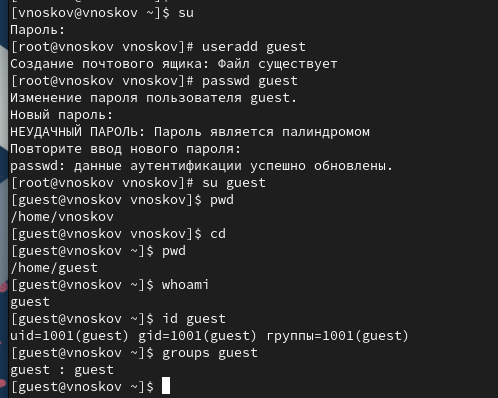 [vnoskov@vnoskov ~]$ su
Пароль:
[root@vnoskov vnoskov]# useradd guest
Создание почтового ящика: Файл существует
[root@vnoskov vnoskov]# passwd guest
Изменение пароля пользователя guest.
Новый пароль:
НЕУДАЧНЫЙ ПАРОЛЬ: Пароль является палиндромом
Повторите ввод нового пароля:
passwd: данные аутентификации успешно обновлены.
[root@vnoskov vnoskov]# su guest
[guest@vnoskov vnoskov]$ pwd
/home/vnoskov
[guest@vnoskov vnoskov]$ cd
[guest@vnoskov ~]$ pwd
/home/guest
[guest@vnoskov ~]$ whoami
guest
[guest@vnoskov ~]$ id guest
uid=1001(guest) gid=1001(guest) группы=1001(guest)
[guest@vnoskov ~]$ groups guest
guest : guest
[guest@vnoskov ~]$